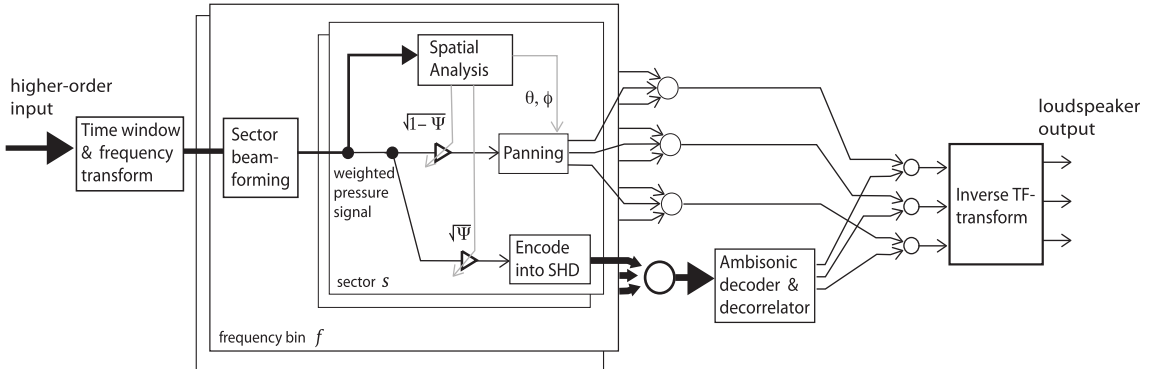 higher-order
input
Time window
& frequency
transform
Sector
beam-
forming
Spatial
Analysis
θ, ϕ
√1− Ψ
Panning
weighted
pressure
signal
√Ψ
Encode
into SHD
sector s
frequency bin f
Ambisonic
decoder &
decorrelator
Inverse TF-
transform
loudspeaker
output